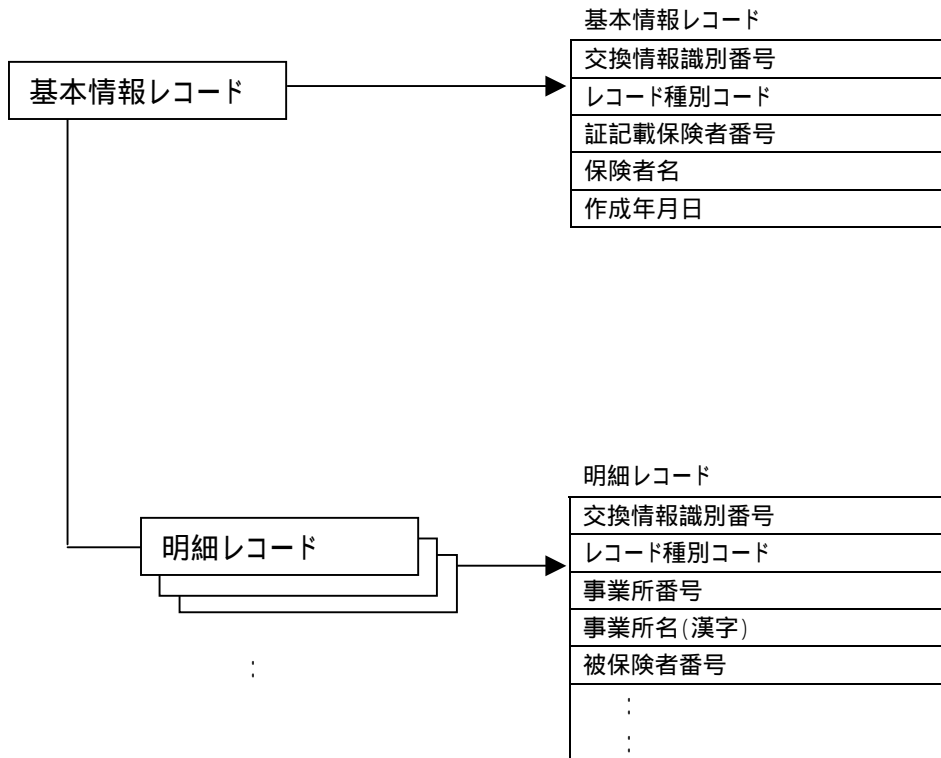 基本情報レコード
基本情報レコード
交換情報識別番号
レコード種別コード
証記載保険者番号
保険者名
作成年月日
明細レコード
明細レコード
交換情報識別番号
レコード種別コード
事業所番号
事業所名(漢字)
被保険者番号
:
:
: